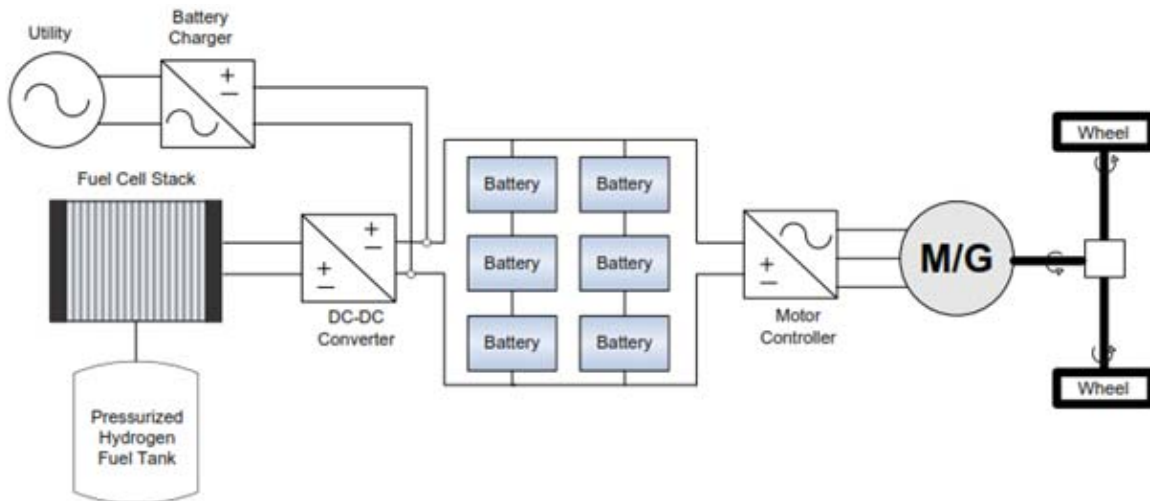 Utility
Battery
Charger
+
−
Fuel Cell Stack
+
−
+
−
DC-DC
Converter
Pressurized
Hydrogen
Fuel Tank
Battery
Battery
Battery
Battery
Battery
Battery
+
−
Motor
Controller
M/G
Wheel
Wheel